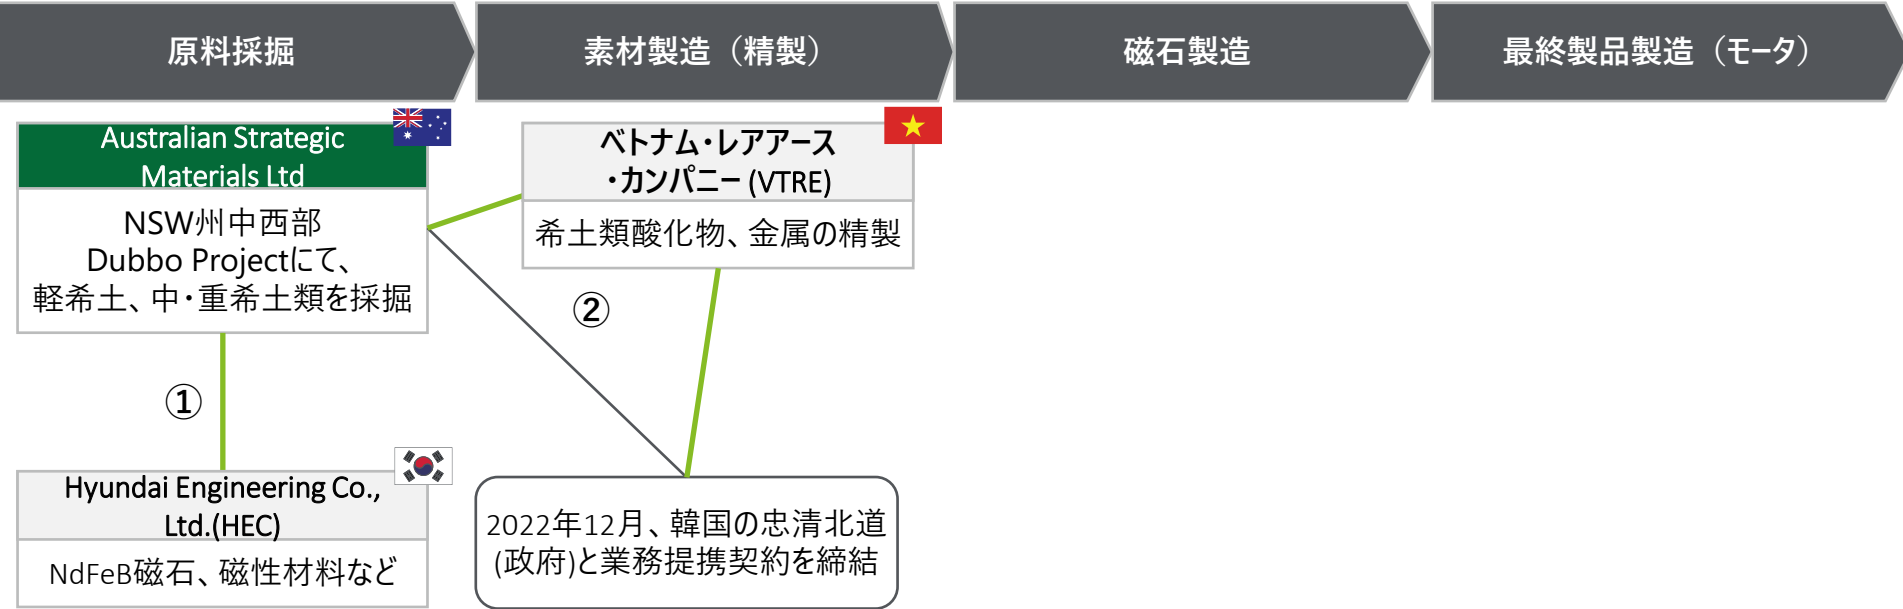 原料採掘
素材製造（精製）
磁石製造
最終製品製造（モータ）
Australian Strategic
Materials Ltd
NSW州中西部
Dubbo Projectにて、
軽希土、中・重希土類を採掘
ベトナム・レアアース
・カンパニー (VTRE)
希土類酸化物、金属の精製
①
②
Hyundai Engineering Co.,
Ltd.(HEC)
NdFeB磁石、磁性材料など
2022年12月、韓国の忠清北道
(政府)と業務提携契約を締結